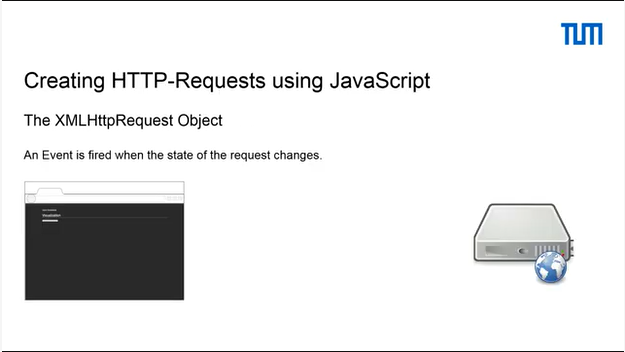 TUM
Creating HTTP-Requests using JavaScript
The XMLHttpRequest Object
An Event is fired when the state of the request changes.